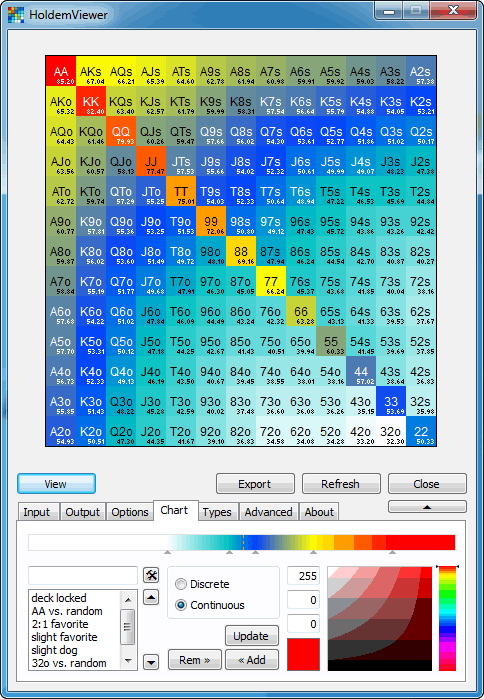 HoldemViewer
AA AKs AQs AJs ATs A9s A8s A7s A6s A5s A4s A3s A2s
85.20 67.04 66.21 65.39 64.60 62.78 61.94 60.98 59.91 59.92 59.03 58.22 57.38
AKo KK KQs KJs KTs K9s K8s K7s K6s K5s K4s K3s K2s
65.32 82.40 63.40 62.57 61.79 59.99 58.31 57.54 56.64 55.79 54.88 54.05 53.21
AQo KQo QQ QJs QTs Q9s Q8s Q7s Q6s Q5s Q4s Q3s Q2s
64.43 61.46 79.93 60.26 59.47 57.66 56.02 54.30 53.61 52.77 51.86 51.02 50.17
AJo KJo QJo JJ JTs J9s J8s J7s J6s J5s J4s J3s J2s
63.56 60.57 58.13 77.47 57.53 55.66 54.02 52.32 50.61 49.99 49.07 48.23 47.38
ATo KTo QTo JTo TT T9s T8s T7s T6s T5s T4s T3s T2s
62.72 59.74 57.29 55.25 75.01 54.03 52.33 50.64 48.94 47.22 46.53 45.69 44.84
A9o K9o Q9o J9o T9o 99 98s 97s 96s 95s 94s 93s 92s
60.77 57.81 55.36 53.25 51.53 72.06 50.80 49.12 47.43 45.72 43.86 43.26 42.42
A8o K8o Q8o J8o T8o 98o 88 87s 86s 85s 84s 83s 82s
59.87 56.02 53.60 51.49 49.72 48.10 69.16 47.94 46.24 44.54 42.70 40.87 40.27
A7o K7o Q7o J7o T7o 97o 87o 77 76s 75s 74s 73s 72s
58.84 55.19 51.77 49.68 47.91 46.30 45.05 66.24 45.37 43.68 41.85 40.04 38.16
A6o K6o Q6o J6o T6o 96o 86o 76o 66 65s 64s 63s 62s
57.68 54.22 51.02 47.84 46.09 44.49 43.24 42.32 63.28 43.13 41.33 39.53 37.67
A5o K5o Q5o J5o T5o 95o 85o 75o 65o 55 54s 53s 52s
57.70 53.31 50.12 47.18 44.25 42.67 41.43 40.51 39.94 60.33 41.45 39.69 37.85
A4o K4o Q4o J4o T4o 94o 84o 74o 64o 54o 44 43s 42s
56.73 52.33 49.13 46.19 43.50 40.67 39.45 38.55 38.01 38.16 57.02 38.64 36.83
A3o K3o Q3o J3o T3o 93o 83o 73o 63o 53o 43o 33 32s
55.85 51.43 48.22 45.28 42.59 40.02 37.48 36.60 36.08 36.26 35.15 53.69 35.98
A2o K2o Q2o J2o T2o 92o 82o 72o 62o 52o 42o 32o 22
54.93 50.51 47.30 44.35 41.67 39.10 36.83 34.58 34.08 34.28 33.20 32.30 50.33
View Export Refresh Close
Input Output Options Chart Types Advanced About
deck locked
AA vs. random
2:1 favorite
slight favorite
slight dog
32o vs. random
Discrete
Continuous
Update
Rem » « Add
255
0
0